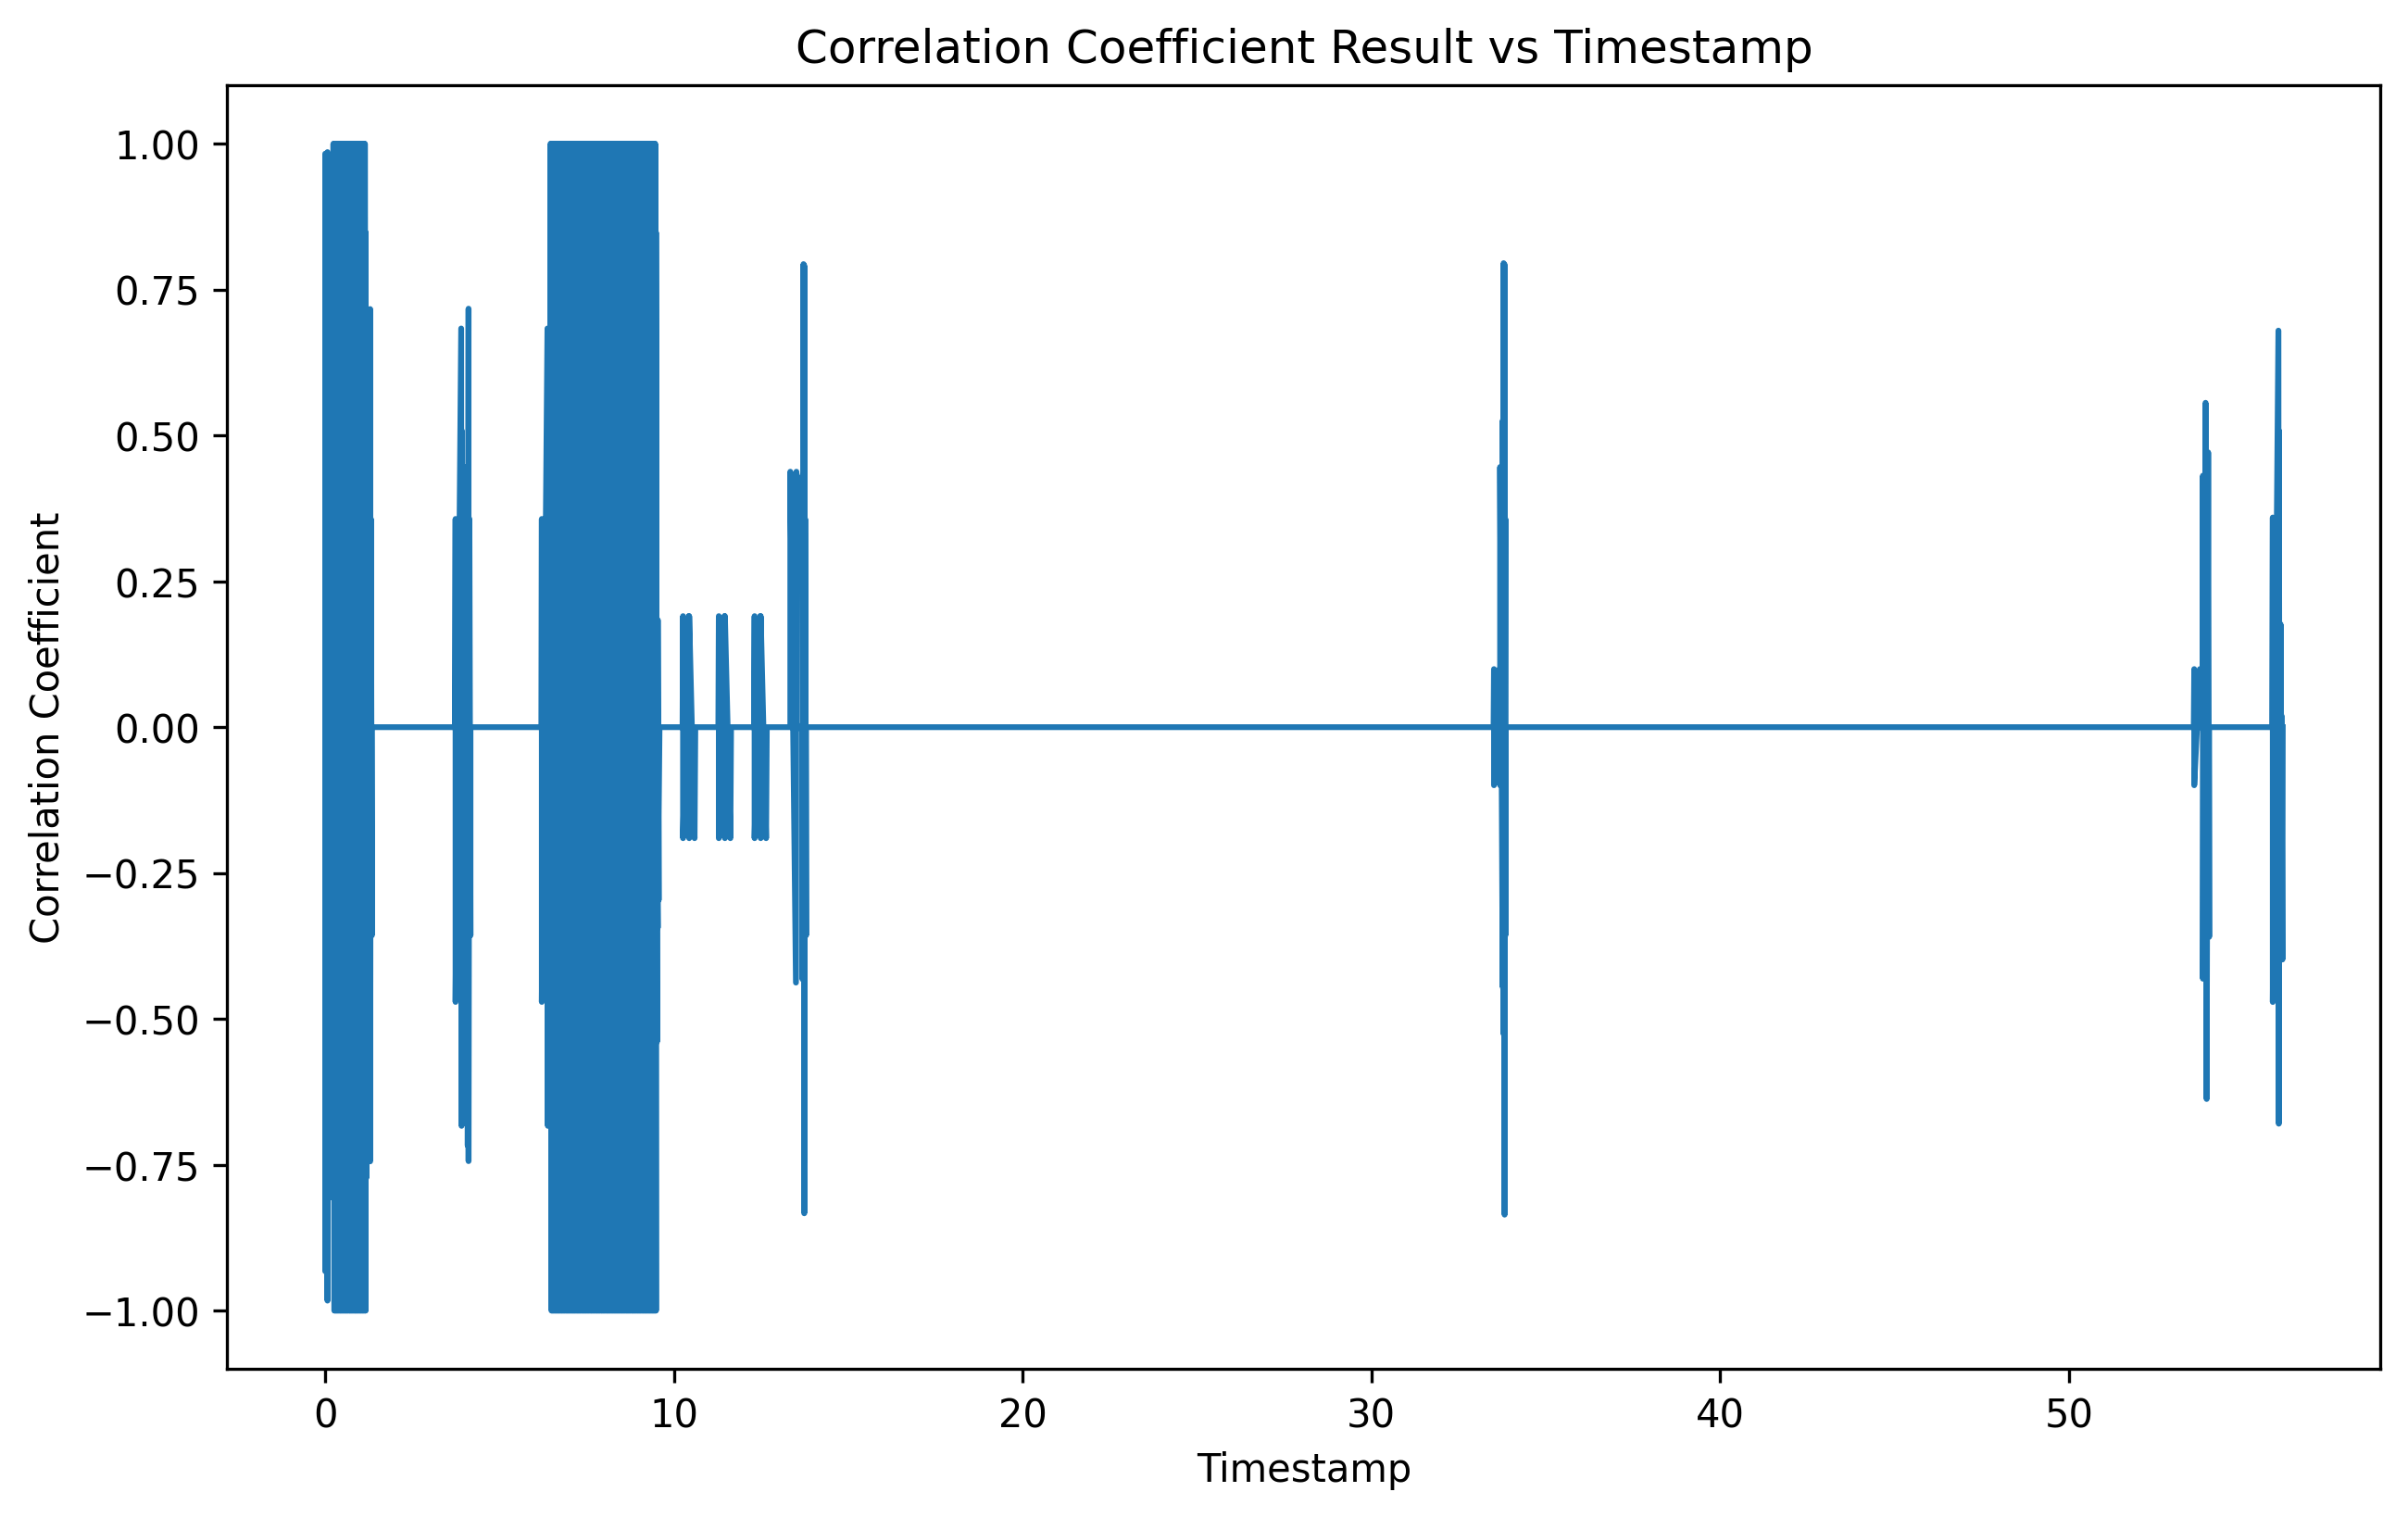 Correlation Coefficient Result vs Timestamp
Correlation Coefficient
1.00
0.75
0.50
0.25
0.00
−0.25
−0.50
−0.75
−1.00
0 10 20 30 40 50
Timestamp